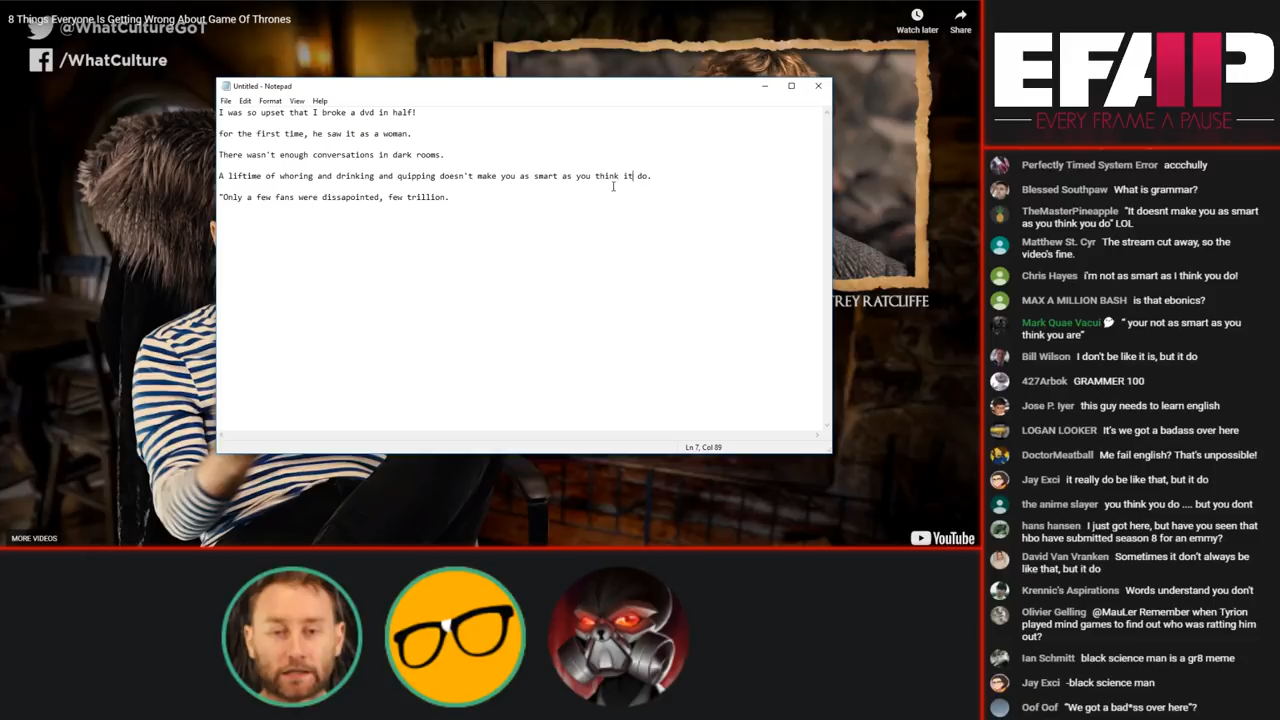 8 Things Everyone Is Getting Wrong About Game Of Thrones
@WhatCultureGoT
/WhatCulture
Watch later
Share
Untitled - Notepad
File Edit Format View Help
I was so upset that I broke a dvd in half!
for the first time, he saw it as a woman.
There wasn't enough conversations in dark rooms.
A liftime of whoring and drinking and quipping doesn't make you as smart as you think it do.
"Only a few fans were dissapointed, few trillion.
Ln 7, Col 89
REY RATCLIFFE
MORE VIDEOS
YouTube
EFAP
EVERY FRAME A PAUSE
Perfectly Timed System Error accchully
Blessed Southpaw What is grammar?
TheMasterPineapple "It doesnt make you as smart
as you think you do" LOL
Matthew St. Cyr The stream cut away, so the
video's fine.
Chris Hayes i'm not as smart as I think you do!
MAX A MILLION BASH is that ebonics?
Mark Quae Vacui " your not as smart as you
think you are"
Bill Wilson I don't be like it is, but it do
427Arbok GRAMMER 100
Jose P. Iyer this guy needs to learn english
LOGAN LOOKER It's we got a badass over here
DoctorMeatball Me fail english? That's unpossible!
Jay Exci it really do be like that, but it do
the anime slayer you think you do .... but you dont
hans hansen I just got here, but have you seen that
hbo have submitted season 8 for an emmy?
David Van Vranken Sometimes it don't always be
like that, but it do
Krennic's Aspirations Words understand you don't
Olivier Gelling @MauLer Remember when Tyrion
played mind games to find out who was ratting him
out?
Ian Schmitt black science man is a gr8 meme
Jay Exci -black science man
Oof Oof "We got a bad*ss over here"?